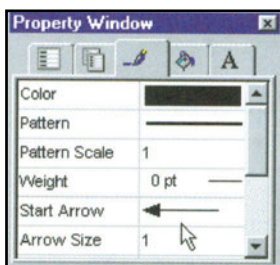 Property Window
A
Color
Pattern
Pattern Scale 1
Weight 0 pt
Start Arrow
Arrow Size 1